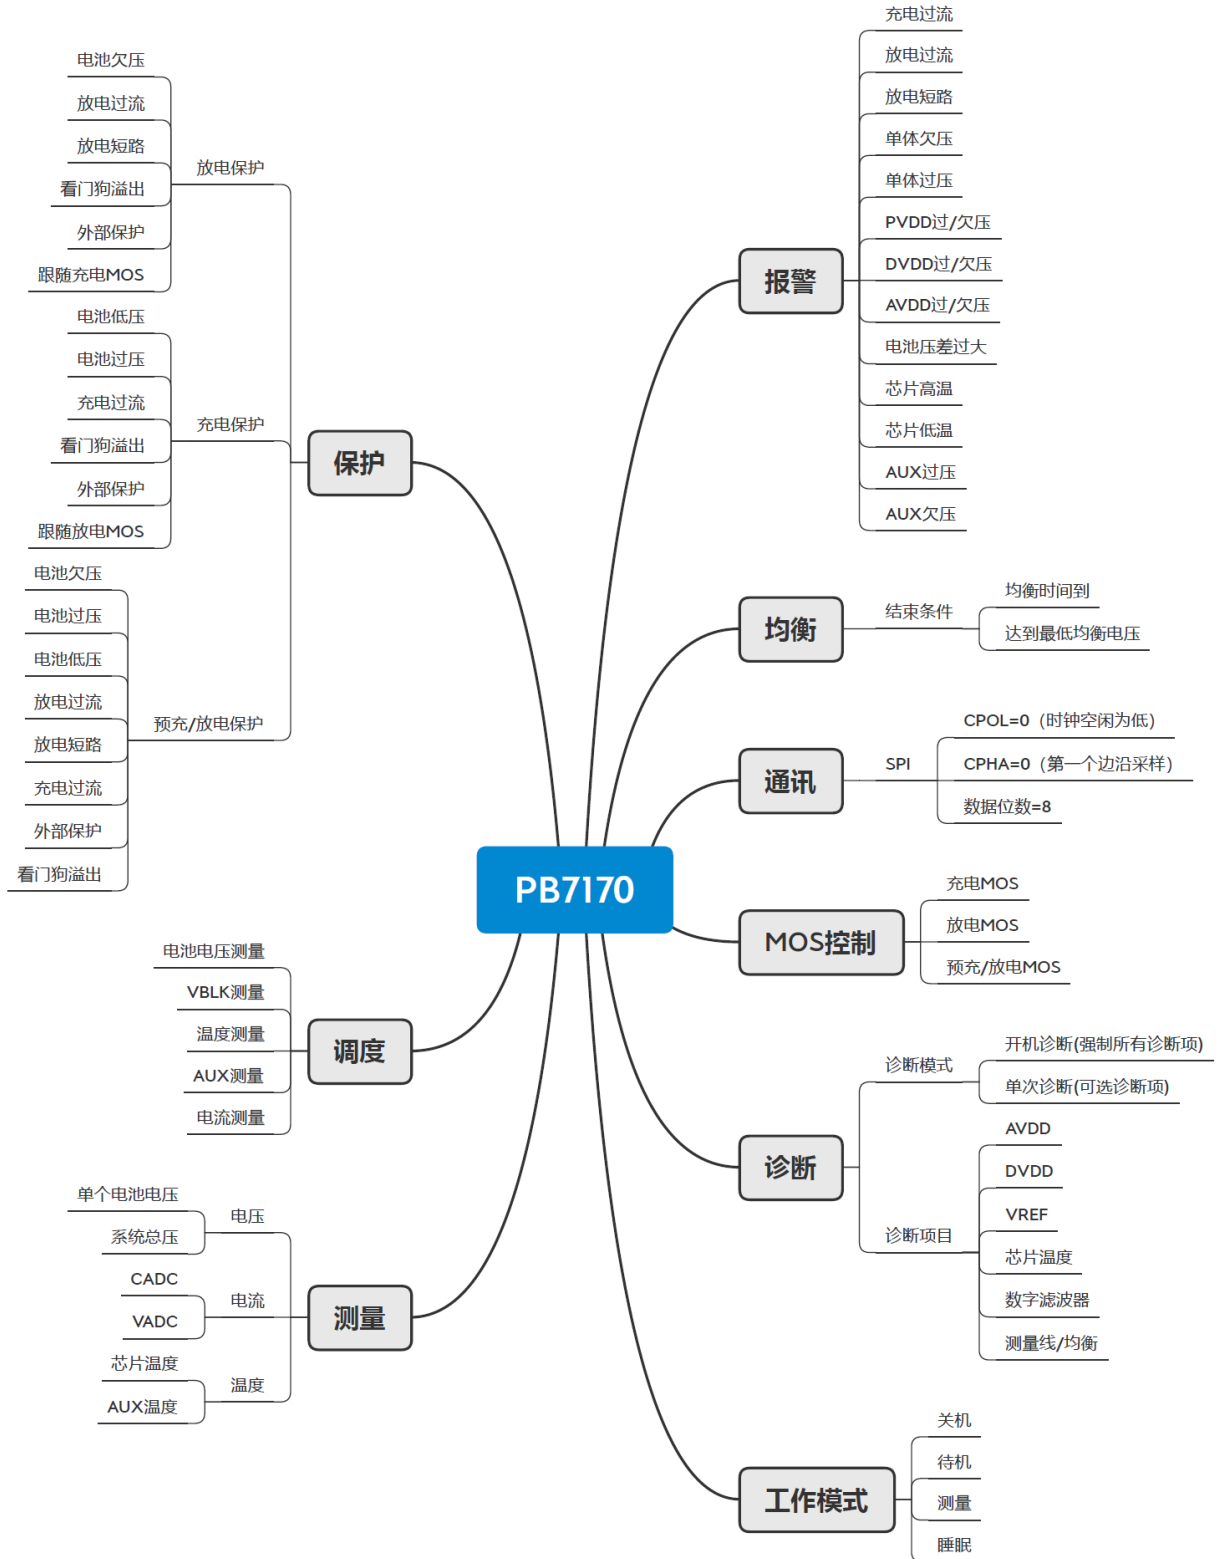 PB7170
报警
充电过流
放电过流
放电短路
单体欠压
单体过压
PVDD过/欠压
DVDD过/欠压
AVDD过/欠压
电池压差过大
芯片高温
芯片低温
AUX过压
AUX欠压
均衡
结束条件
均衡时间到
达到最低均衡电压
通讯
SPI
CPOL=0（时钟空闲为低）
CPHA=0（第一个边沿采样）
数据位数=8
MOS控制
充电MOS
放电MOS
预充/放电MOS
诊断
诊断模式
开机诊断(强制所有诊断项)
单次诊断(可选诊断项)
诊断项目
AVDD
DVDD
VREF
芯片温度
数字滤波器
测量线/均衡
工作模式
关机
待机
测量
睡眠
保护
放电保护
电池欠压
放电过流
放电短路
看门狗溢出
外部保护
跟随充电MOS
充电保护
电池低压
电池过压
充电过流
看门狗溢出
外部保护
跟随放电MOS
预充/放电保护
电池欠压
电池过压
电池低压
放电过流
放电短路
充电过流
外部保护
看门狗溢出
调度
电池电压测量
VBLK测量
温度测量
AUX测量
电流测量
测量
电压
单个电池电压
系统总压
电流
CADC
VADC
温度
芯片温度
AUX温度